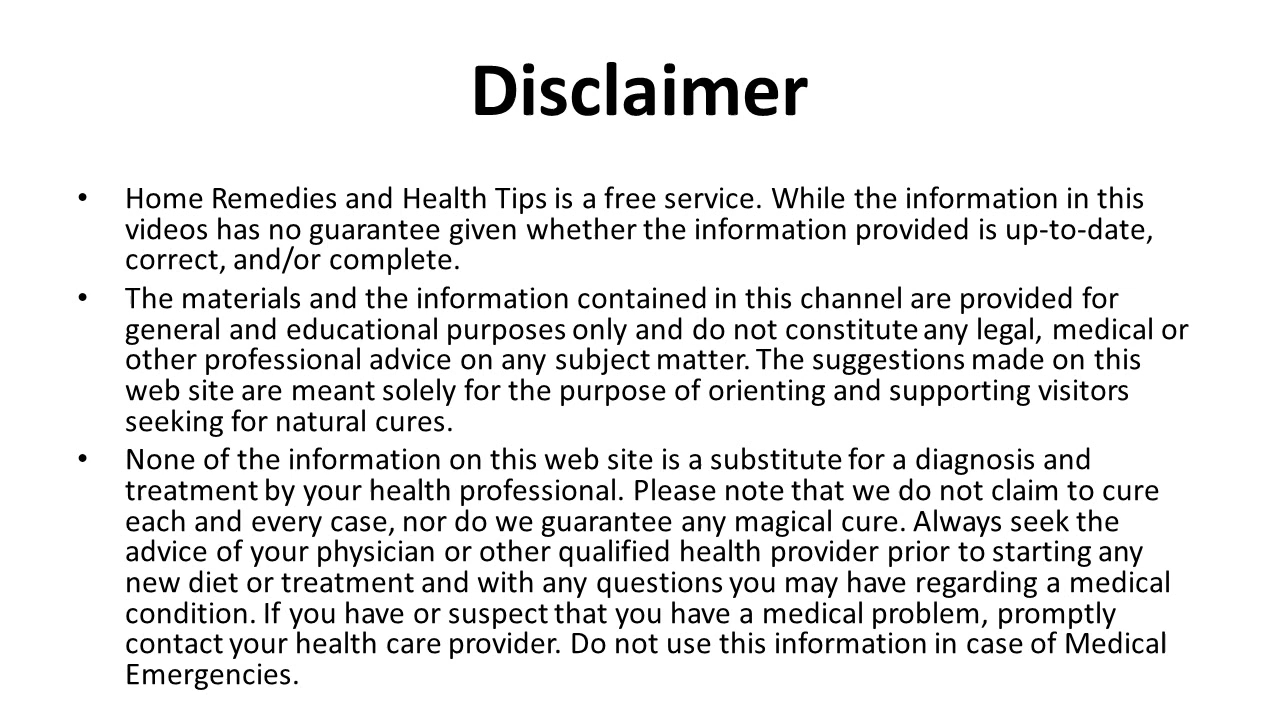 Disclaimer
• Home Remedies and Health Tips is a free service. While the information in this
videos has no guarantee given whether the information provided is up-to-date,
correct, and/or complete.
• The materials and the information contained in this channel are provided for
general and educational purposes only and do not constitute any legal, medical or
other professional advice on any subject matter. The suggestions made on this
web site are meant solely for the purpose of orienting and supporting visitors
seeking for natural cures.
• None of the information on this web site is a substitute for a diagnosis and
treatment by your health professional. Please note that we do not claim to cure
each and every case, nor do we guarantee any magical cure. Always seek the
advice of your physician or other qualified health provider prior to starting any
new diet or treatment and with any questions you may have regarding a medical
condition. If you have or suspect that you have a medical problem, promptly
contact your health care provider. Do not use this information in case of Medical
Emergencies.